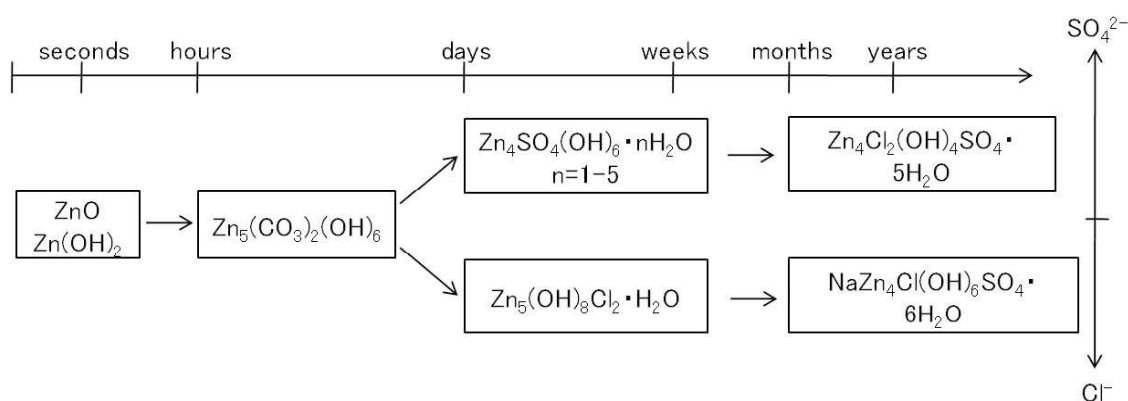 SO₄²⁻
seconds hours days weeks months years
Zn₄SO₄(OH)₆・nH₂O
n=1-5
Zn₄Cl₂(OH)₄SO₄・
5H₂O
ZnO
Zn(OH)₂
Zn₅(CO₃)₂(OH)₆
Zn₅(OH)₈Cl₂・H₂O
NaZn₄Cl(OH)₆SO₄・
6H₂O
Cl⁻